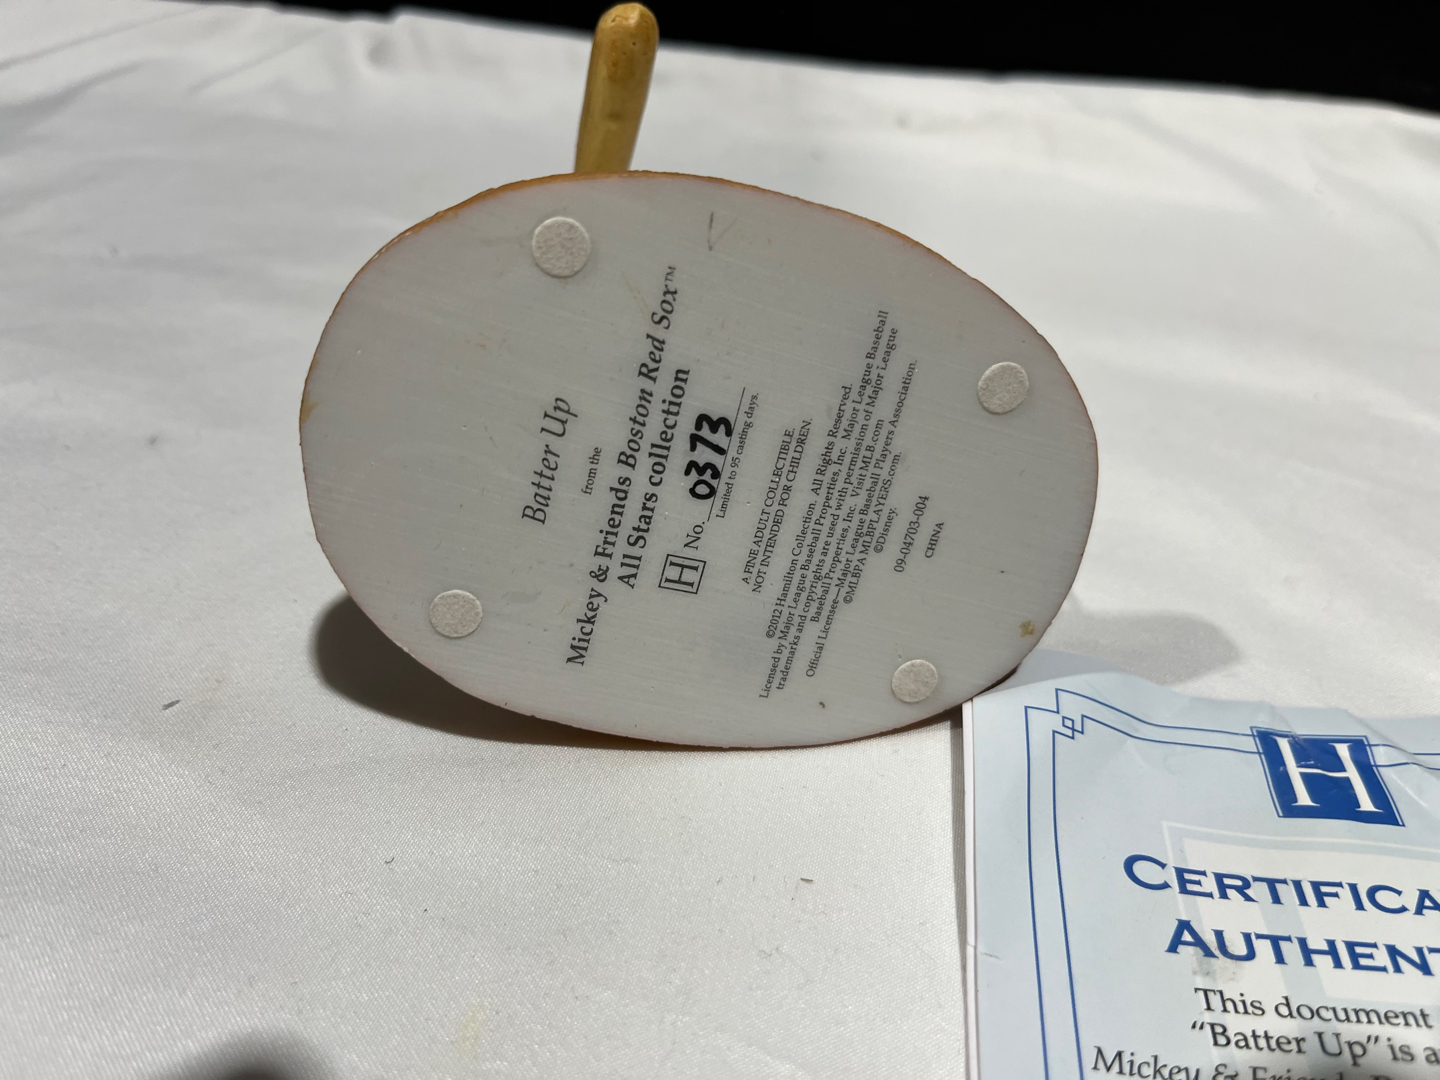 Batter Up
from the
Mickey & Friends Boston Red Sox™
All Stars collection
H No. 0373
Limited to 95 casting days.
A FINE ADULT COLLECTIBLE.
NOT INTENDED FOR CHILDREN.
©2012 Hamilton Collection. All Rights Reserved.
Licensed by Major League Baseball Properties, Inc. Major League Baseball
trademarks and copyrights are used with permission of Major League
Baseball Properties, Inc. Visit MLB.com
Official Licensee—Major League Baseball Players Association.
©MLBPA MLBPLAYERS.com.
©Disney.
09-04703-004
CHINA
H
CERTIFICA
AUTHENT
This document
“Batter Up” is a
Mickey & Friends